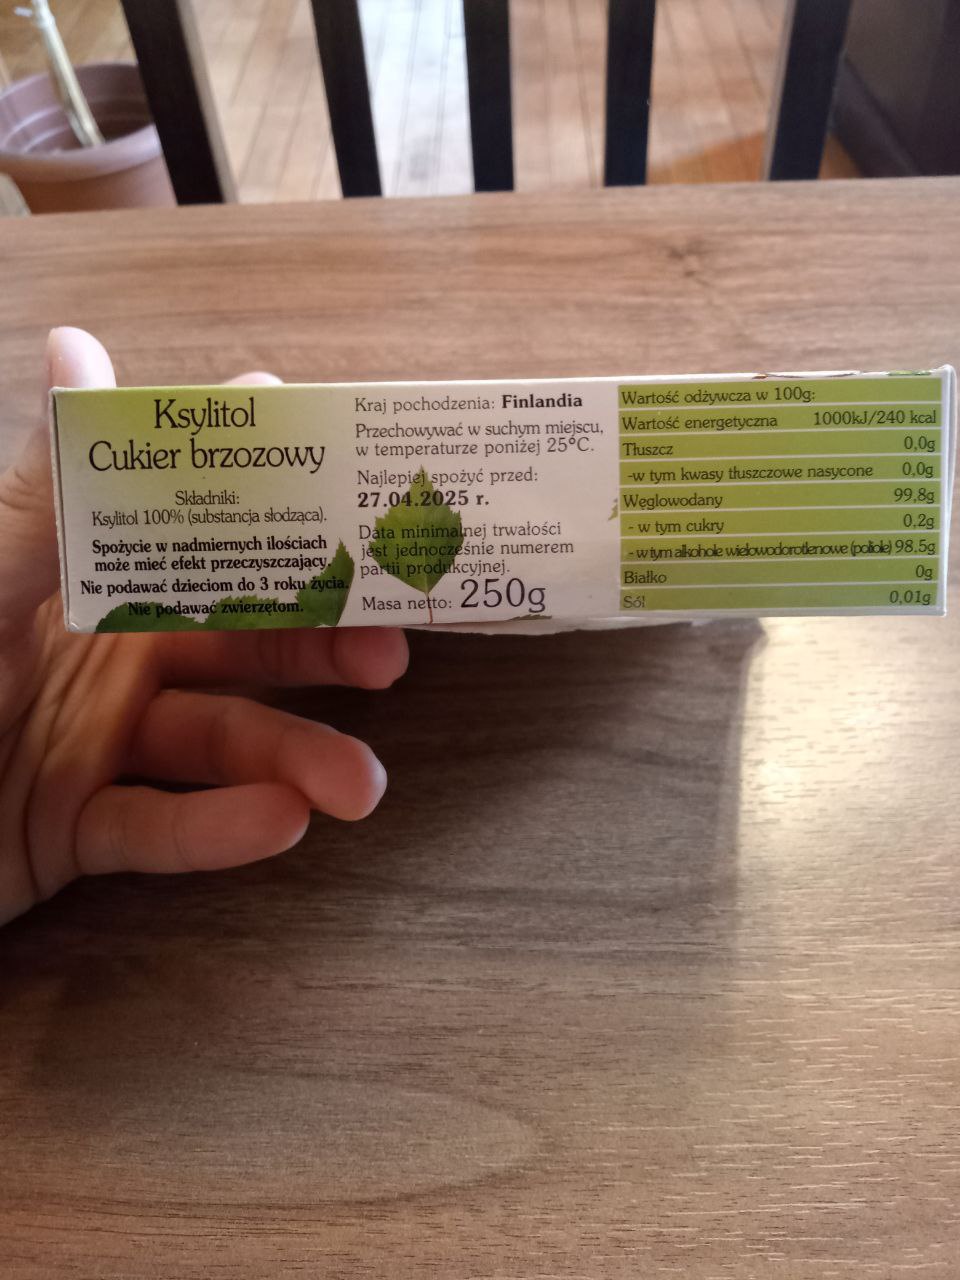 Ksylitol
Cukier brzozowy
Składniki:
Ksylitol 100% (substancja słodząca).
Spożycie w nadmiernych ilościach
może mieć efekt przeczyszczający.
Nie podawać dzieciom do 3 roku życia.
Nie podawać zwierzętom.
Kraj pochodzenia: Finlandia
Przechowywać w suchym miejscu,
w temperaturze poniżej 25°C.
Najlepiej spożyć przed:
27.04.2025 r.
Data minimalnej trwałości
jest jednocześnie numerem
partii produkcyjnej.
Masa netto: 250g
Wartość odżywcza w 100g:
Wartość energetyczna 1000kJ/240 kcal
Tłuszcz 0,0g
-w tym kwasy tłuszczowe nasycone 0,0g
Węglowodany 99,8g
- w tym cukry 0,2g
- w tym alkohole wielowodorotlenowe (poliole) 98.5g
Białko 0g
Sól 0,01g